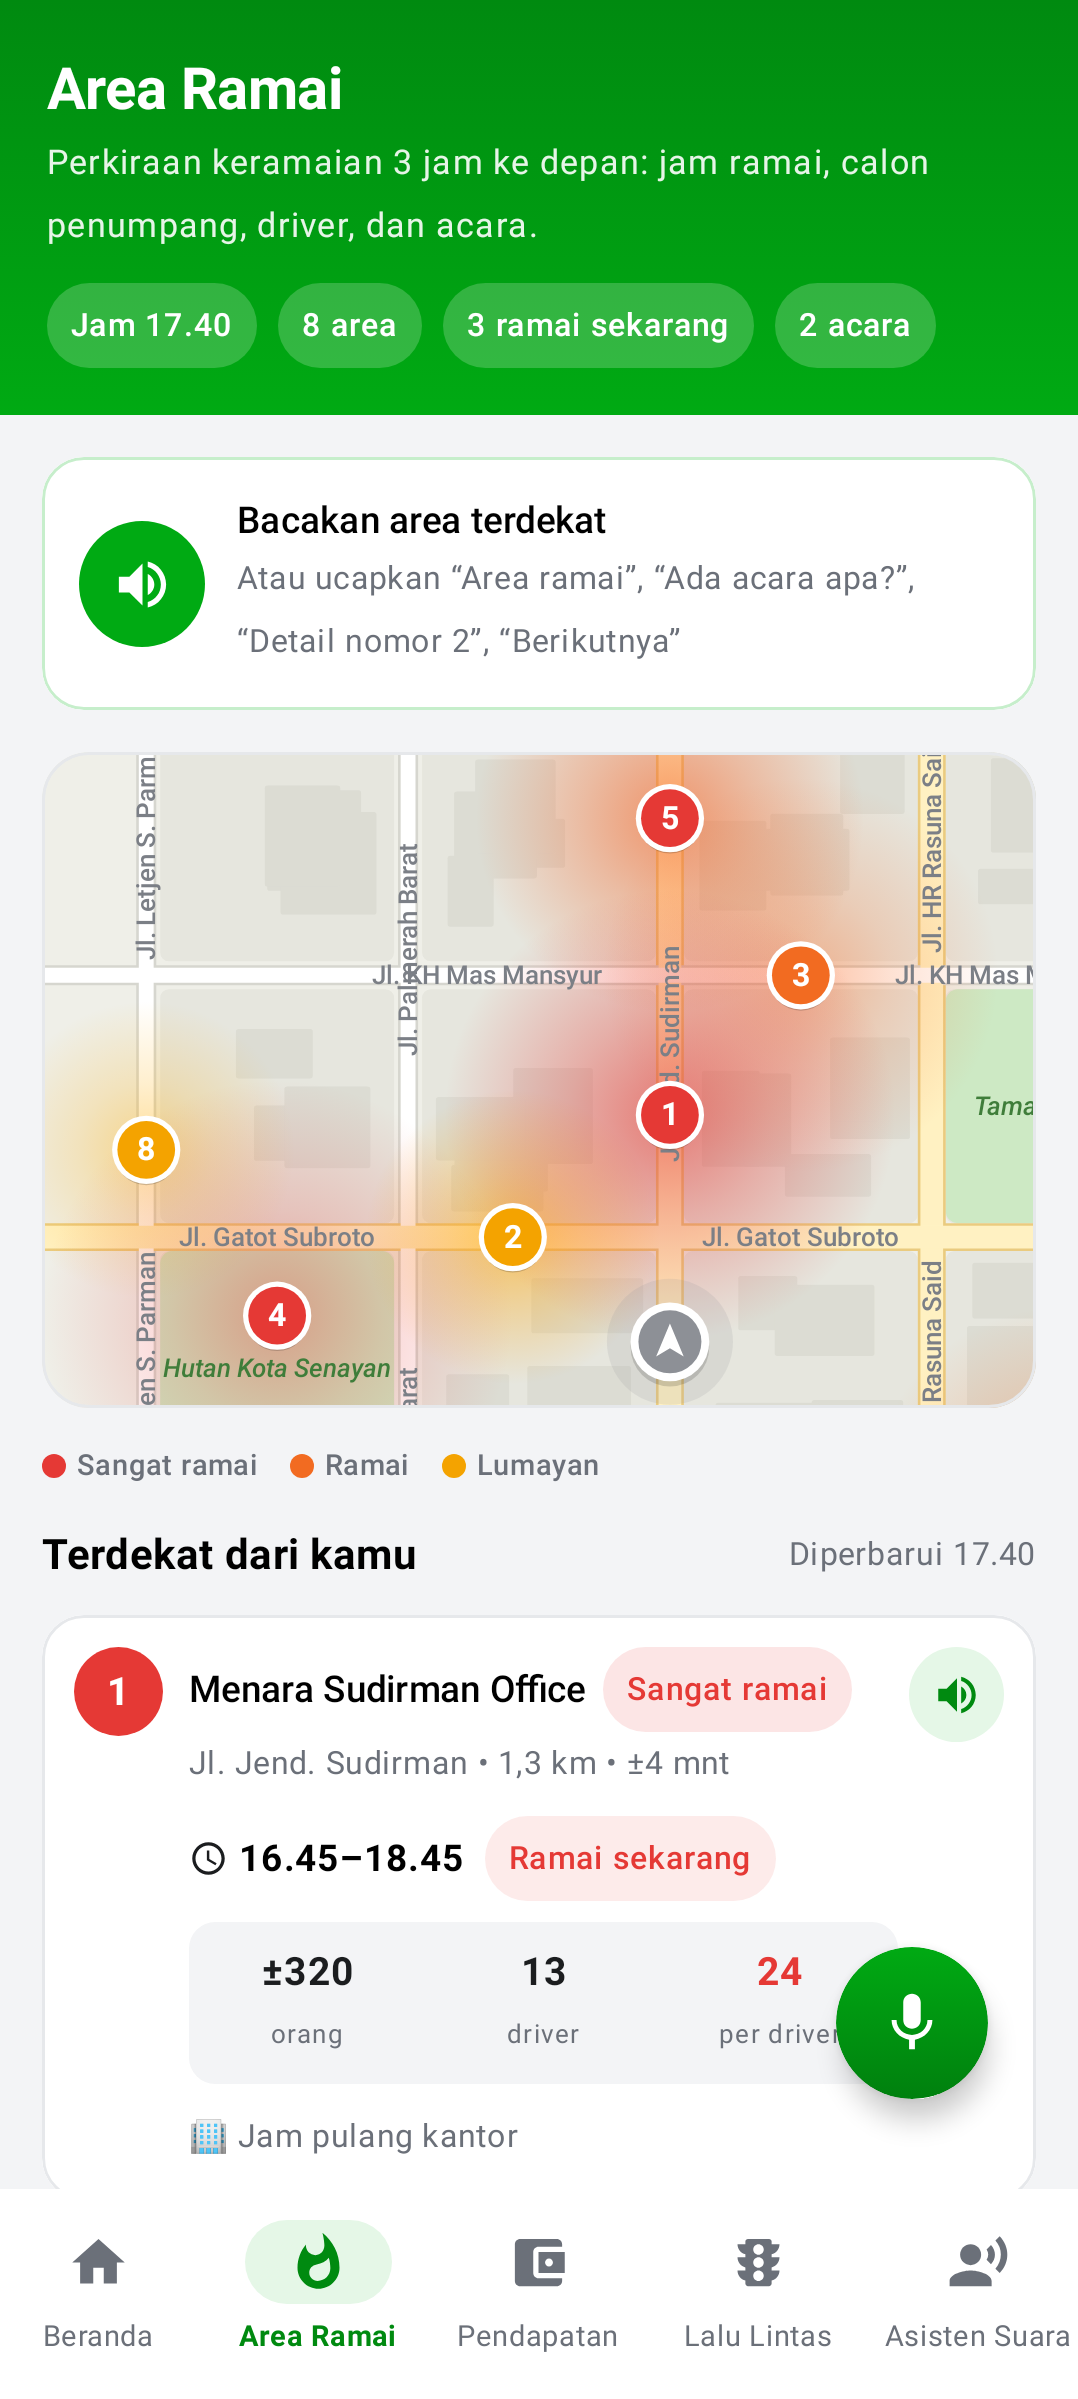 Area Ramai
Perkiraan keramaian 3 jam ke depan: jam ramai, calon
penumpang, driver, dan acara.
Jam 17.40
8 area
3 ramai sekarang
2 acara
Bacakan area terdekat
Atau ucapkan “Area ramai”, “Ada acara apa?”,
“Detail nomor 2”, “Berikutnya”
Jl. Letjen S. Parm
Jl. Palmerah Barat
Jl. HR Rasuna Sai
5
Jl. KH Mas Mansyur
3
Jl. KH Mas M
d. Sudirman
1
Tama
8
Jl. Gatot Subroto
2
Jl. Gatot Subroto
en S. Parman
4
Hutan Kota Senayan
arat
Rasuna Said
Sangat ramai
Ramai
Lumayan
Terdekat dari kamu
Diperbarui 17.40
1
Menara Sudirman Office
Sangat ramai
Jl. Jend. Sudirman • 1,3 km • ±4 mnt
16.45–18.45
Ramai sekarang
±320
13
24
orang
driver
per driver
Jam pulang kantor
Beranda
Area Ramai
Pendapatan
Lalu Lintas
Asisten Suara